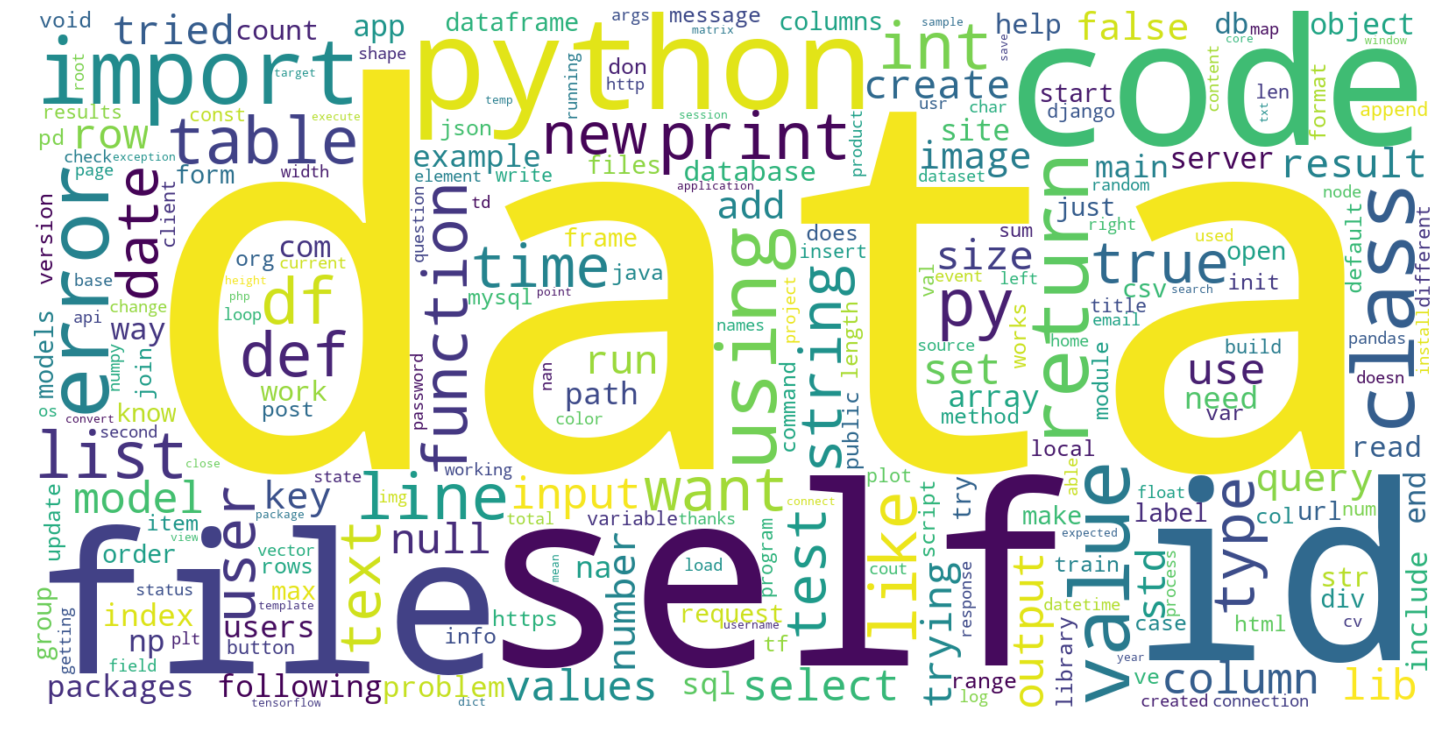 void
tried
count
app
dataframe
args
message
matrix
columns
int
sample
save
help
false
db
map
core
object
window
import
root
target
shape
python
temp
running
don
http
create
usr
char
code
start
django
content
len
txt
format
append
results
const
execute
pd
row
table
json
session
new
print
product
site
check
exception
page
form
width
example
element
write
files
database
application
image
dataset
main
server
result
random
node
error
date
client
version
data
question
td
add
does
insert
sum
just
right
used
default
different
class
org
com
current
base
height
php
loop
change
api
df
def
way
models
numpy
join
os
know
convert
second
work
post
function
password
time
frame
java
mysql
point
nan
run
path
color
names
using
project
command
string
val
event
left
length
public
size
py
works
source
set
array
method
home
return
module
true
open
csv
init
title
search
email
build
use
need
var
pandas
doesn
install
local
read
list
close
state
working
model
key
line
img
input
want
connect
plot
try
able
make
float
label
query
col
url
num
end
update
item
view
user
package
null
total
variable
thanks
like
script
value
type
expected
order
vector
rows
text
file
self
id
mean
load
program
test
cout
trying
response
output
train
datetime
astd
process
case
str
div
cv
include
group
status
index
max
template
np
plt
users
button
info
https
number
na
request
username
tf
library
html
getting
field
packages
following
tensorflow
problem
dict
values
sql
select
log
range
year
ve
created
column
connection
lib